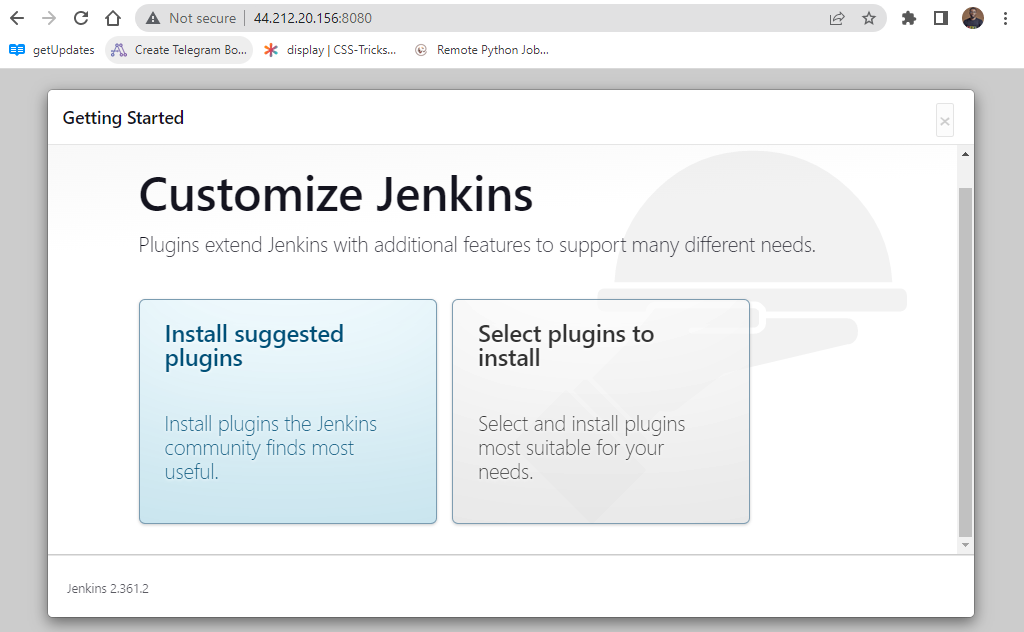 Not secure 44.212.20.156:8080
getUpdates Create Telegram Bo... display | CSS-Tricks... Remote Python Job...
Getting Started
×
Customize Jenkins
Plugins extend Jenkins with additional features to support many different needs.
Install suggested
plugins
Install plugins the Jenkins
community finds most
useful.
Select plugins to
install
Select and install plugins
most suitable for your
needs.
Jenkins 2.361.2